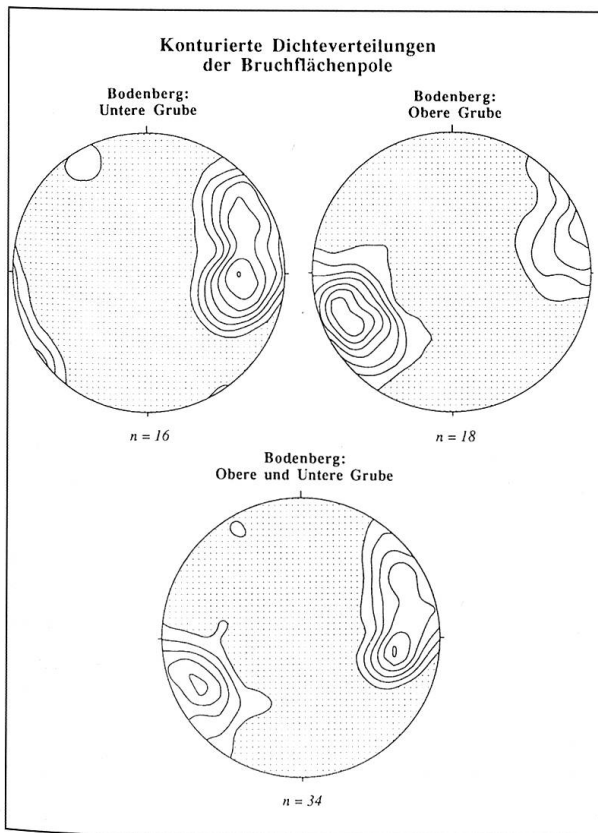 Konturierte Dichteverteilungen
der Bruchflächenpole
Bodenberg:
Untere Grube
Bodenberg:
Obere Grube
n = 16
n = 18
Bodenberg:
Obere und Untere Grube
n = 34